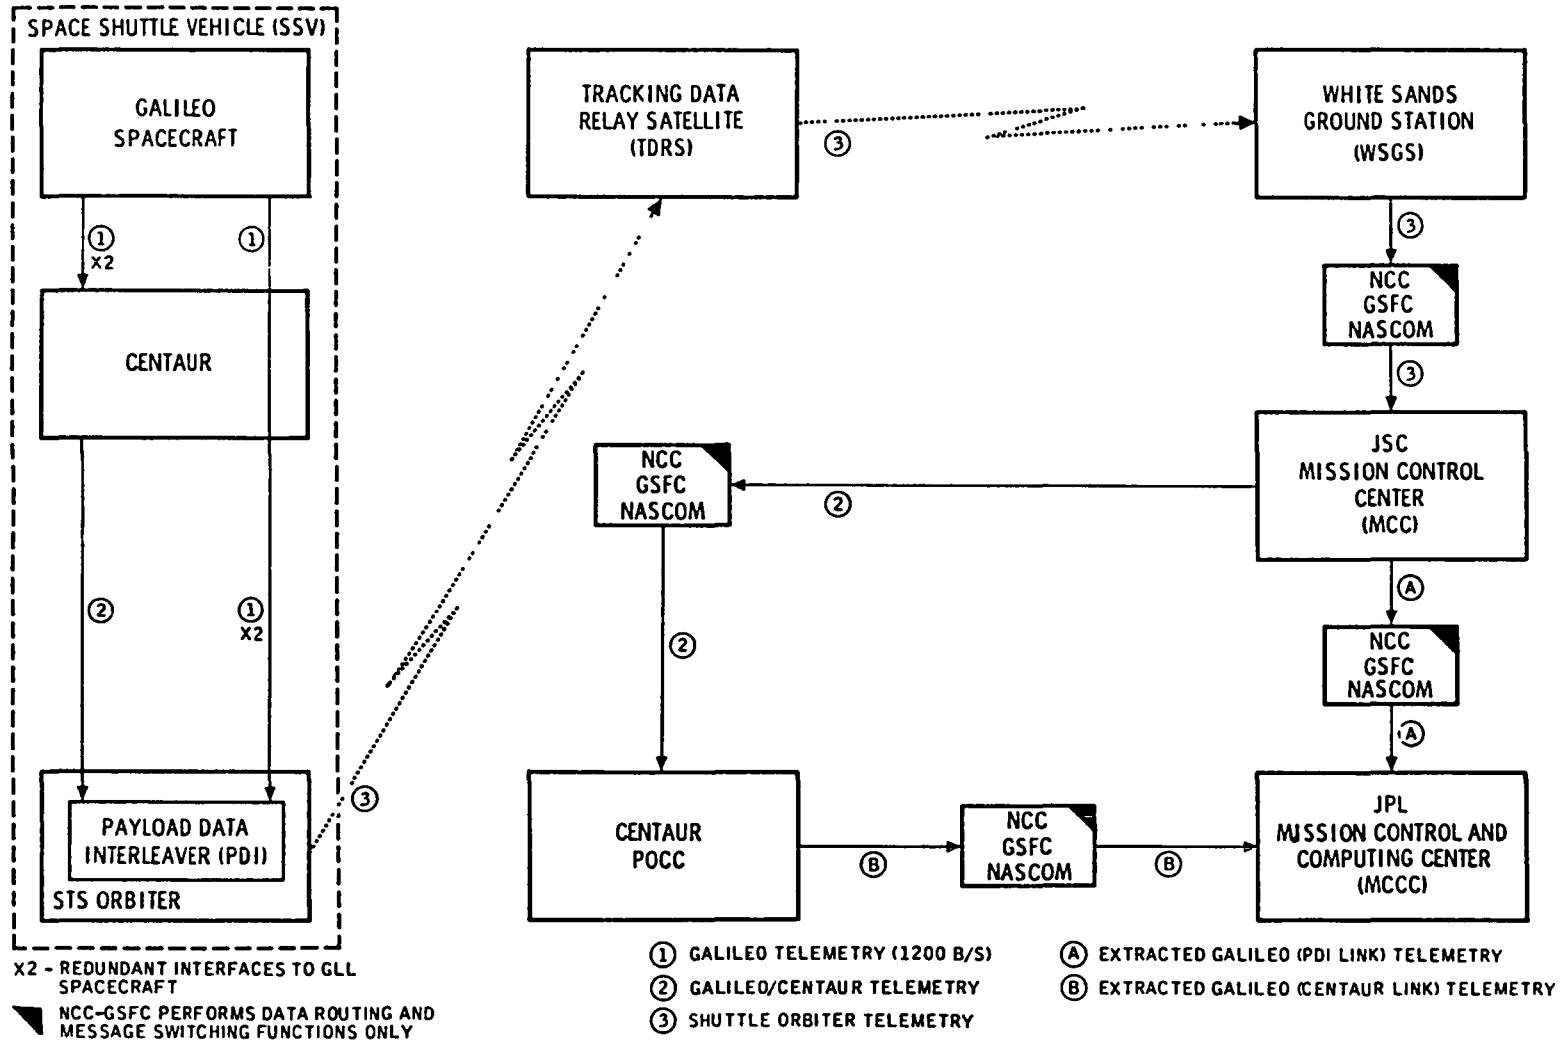 SPACE SHUTTLE VEHICLE (SSV)
GALILEO
SPACECRAFT
1
X2
1
CENTAUR
2
1
X2
PAYLOAD DATA
INTERLEAVER (PDI)
STS ORBITER
3
TRACKING DATA
RELAY SATELLITE
(TDRS)
3
WHITE SANDS
GROUND STATION
(WSGS)
3
NCC
GSFC
NASCOM
3
JSC
MISSION CONTROL
CENTER
(MCC)
2
NCC
GSFC
NASCOM
2
A
NCC
GSFC
NASCOM
A
CENTAUR
POCC
B
NCC
GSFC
NASCOM
B
JPL
MISSION CONTROL AND
COMPUTING CENTER
(MCCC)
X2 - REDUNDANT INTERFACES TO GLL
SPACECRAFT
NCC-GSFC PERFORMS DATA ROUTING AND
MESSAGE SWITCHING FUNCTIONS ONLY
1 GALILEO TELEMETRY (1200 B/S)
2 GALILEO/CENTAUR TELEMETRY
3 SHUTTLE ORBITER TELEMETRY
A EXTRACTED GALILEO (PDI LINK) TELEMETRY
B EXTRACTED GALILEO (CENTAUR LINK) TELEMETRY